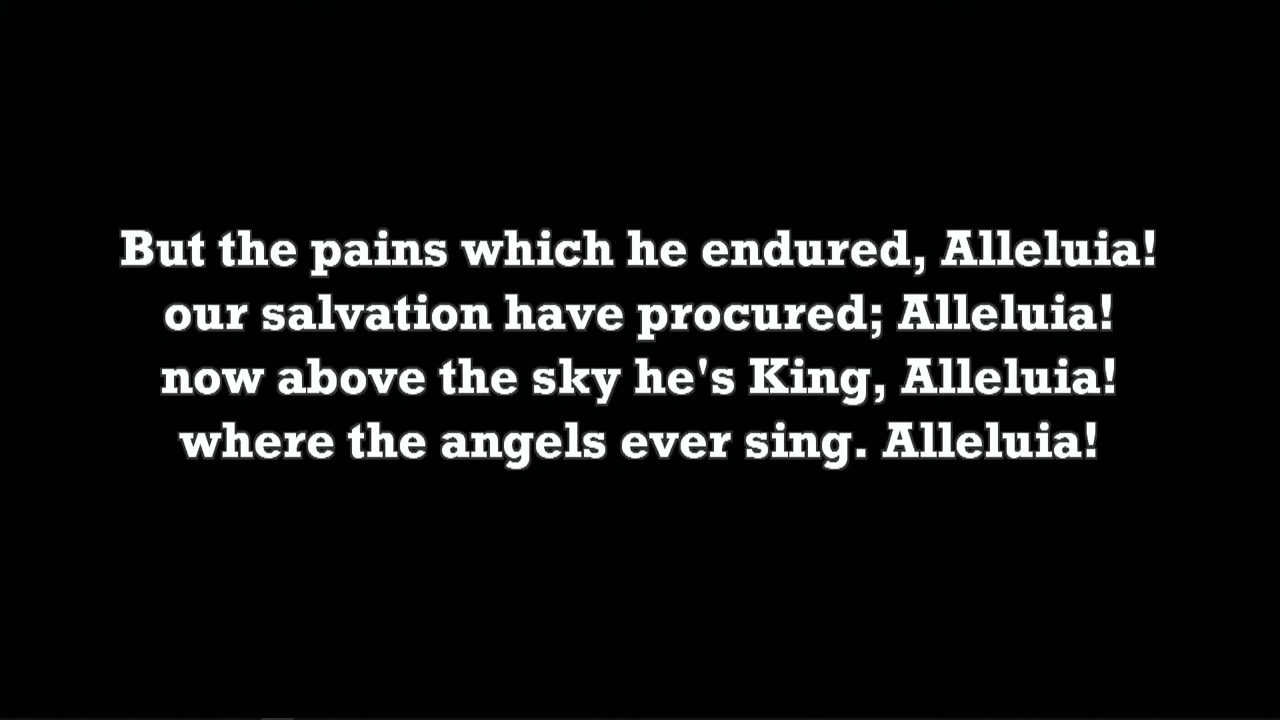 But the pains which he endured, Alleluia!
our salvation have procured; Alleluia!
now above the sky he's King, Alleluia!
where the angels ever sing. Alleluia!